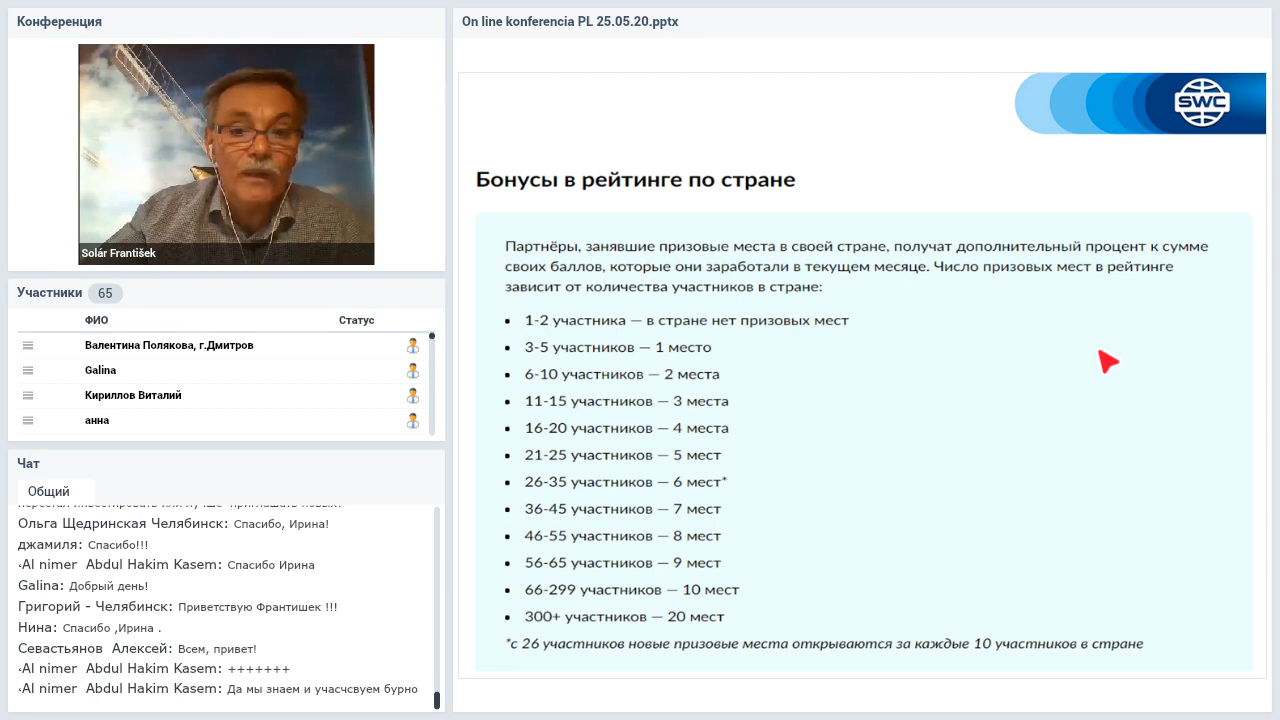 Конференция
Solár František
Участники 65
ФИО Статус
Валентина Полякова, г.Дмитров
Galina
Кириллов Виталий
анна
Чат
Общий
Ольга Щедринская Челябинск: Спасибо, Ирина!
джамиля: Спасибо!!!
Al nimer Abdul Hakim Kasem: Спасибо Ирина
Galina: Добрый день!
Григорий - Челябинск: Приветствую Франтишек !!!
Нина: Спасибо ,Ирина .
Севастьянов Алексей: Всем, привет!
Al nimer Abdul Hakim Kasem: +++++++
Al nimer Abdul Hakim Kasem: Да мы знаем и учасчсвуем бурно
On line konferencia PL 25.05.20.pptx
SWC
Бонусы в рейтинге по стране
Партнёры, занявшие призовые места в своей стране, получат дополнительный процент к сумме
своих баллов, которые они заработали в текущем месяце. Число призовых мест в рейтинге
зависит от количества участников в стране:
• 1-2 участника — в стране нет призовых мест
• 3-5 участников — 1 место
• 6-10 участников — 2 места
• 11-15 участников — 3 места
• 16-20 участников — 4 места
• 21-25 участников — 5 мест
• 26-35 участников — 6 мест*
• 36-45 участников — 7 мест
• 46-55 участников — 8 мест
• 56-65 участников — 9 мест
• 66-299 участников — 10 мест
• 300+ участников — 20 мест
*с 26 участников новые призовые места открываются за каждые 10 участников в стране